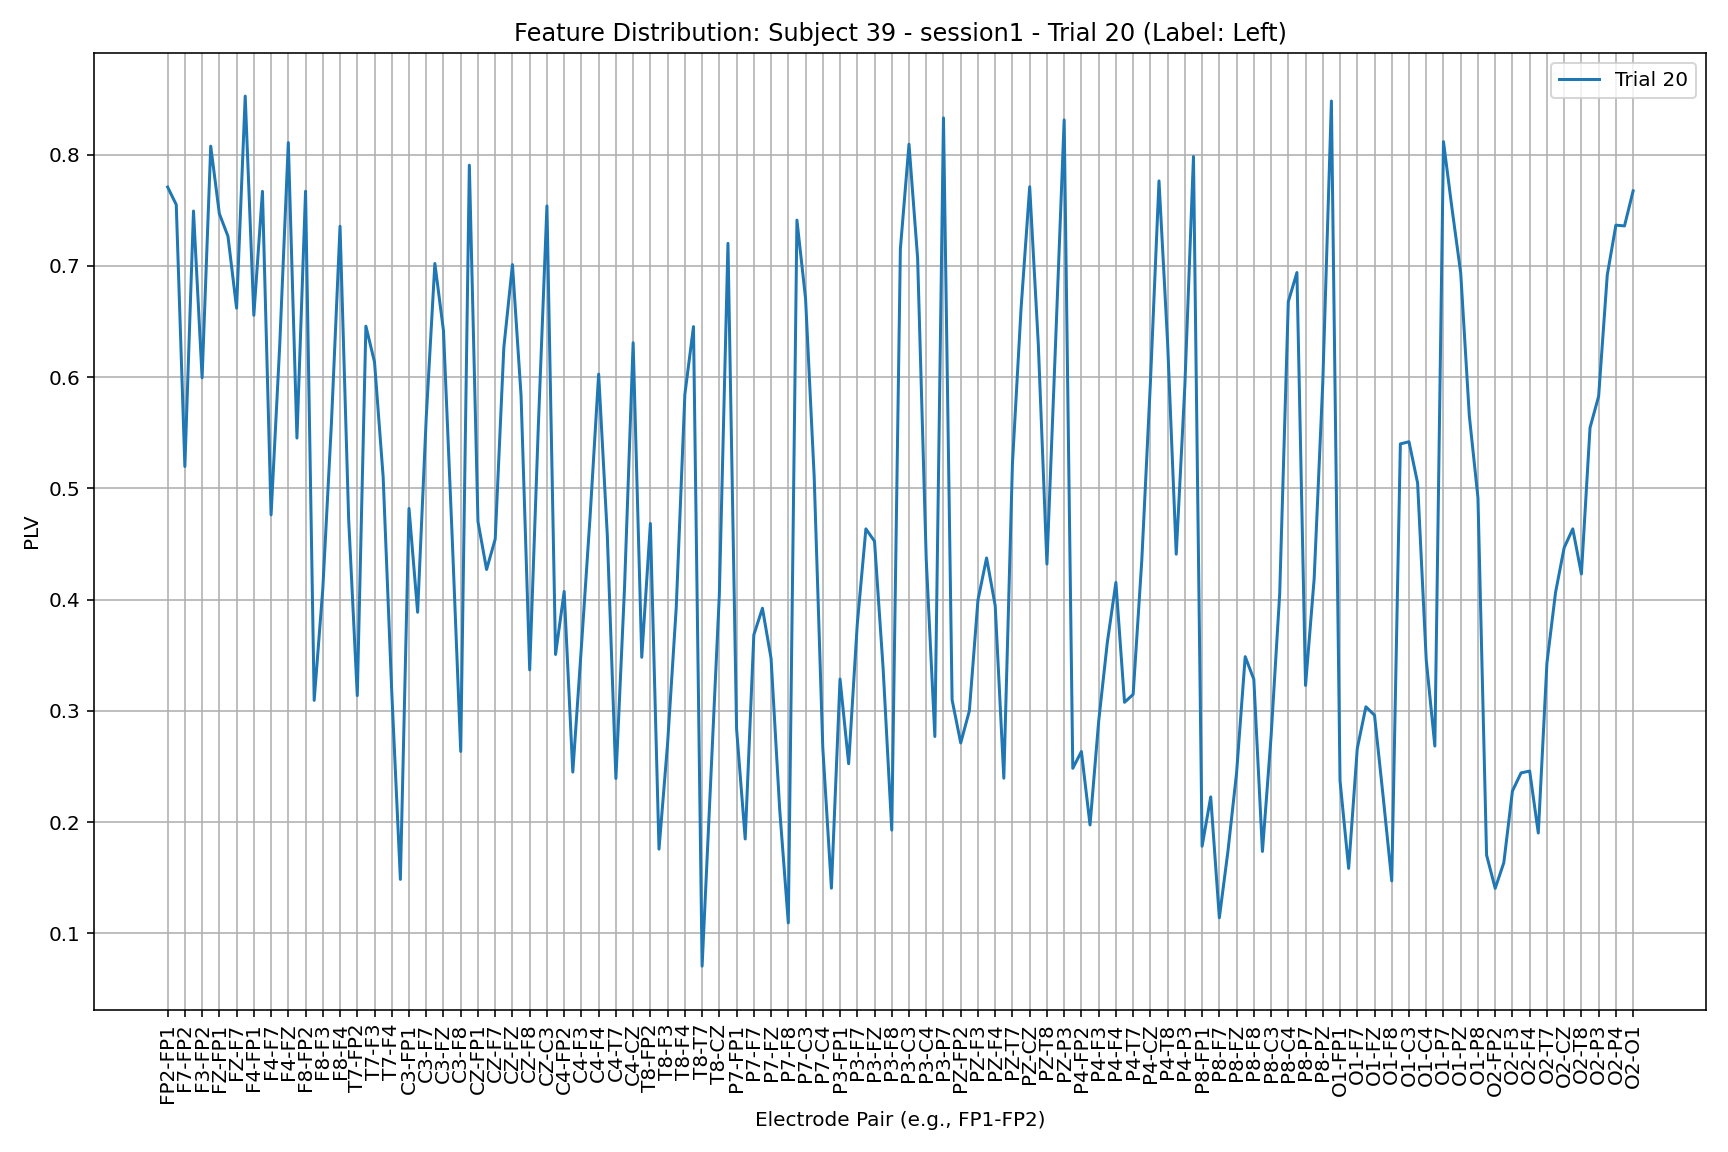 Feature Distribution: Subject 39 - session1 - Trial 20 (Label: Left)
Trial 20
PLV
0.8
0.7
0.6
0.5
0.4
0.3
0.2
0.1
FP2-FP1
F7-FP2
F3-FP2
FZ-FP1
FZ-F7
F4-FP1
F4-F7
F4-FZ
F8-FP2
F8-F3
F8-F4
T7-FP2
T7-F3
T7-F4
C3-FP1
C3-F7
C3-FZ
C3-F8
CZ-FP1
CZ-F7
CZ-FZ
CZ-F8
CZ-C3
C4-FP2
C4-F3
C4-F4
C4-T7
C4-CZ
T8-FP2
T8-F3
T8-F4
T8-T7
T8-CZ
P7-FP1
P7-F7
P7-FZ
P7-F8
P7-C3
P7-C4
P3-FP1
P3-F7
P3-FZ
P3-F8
P3-C3
P3-C4
P3-P7
PZ-FP2
PZ-F3
PZ-F4
PZ-T7
PZ-CZ
PZ-T8
PZ-P3
P4-FP2
P4-F3
P4-F4
P4-T7
P4-CZ
P4-T8
P4-P3
P8-FP1
P8-F7
P8-FZ
P8-F8
P8-C3
P8-C4
P8-P7
P8-PZ
O1-FP1
O1-F7
O1-FZ
O1-F8
O1-C3
O1-C4
O1-P7
O1-PZ
O1-P8
O2-FP2
O2-F3
O2-F4
O2-T7
O2-CZ
O2-T8
O2-P3
O2-P4
O2-O1
Electrode Pair (e.g., FP1-FP2)